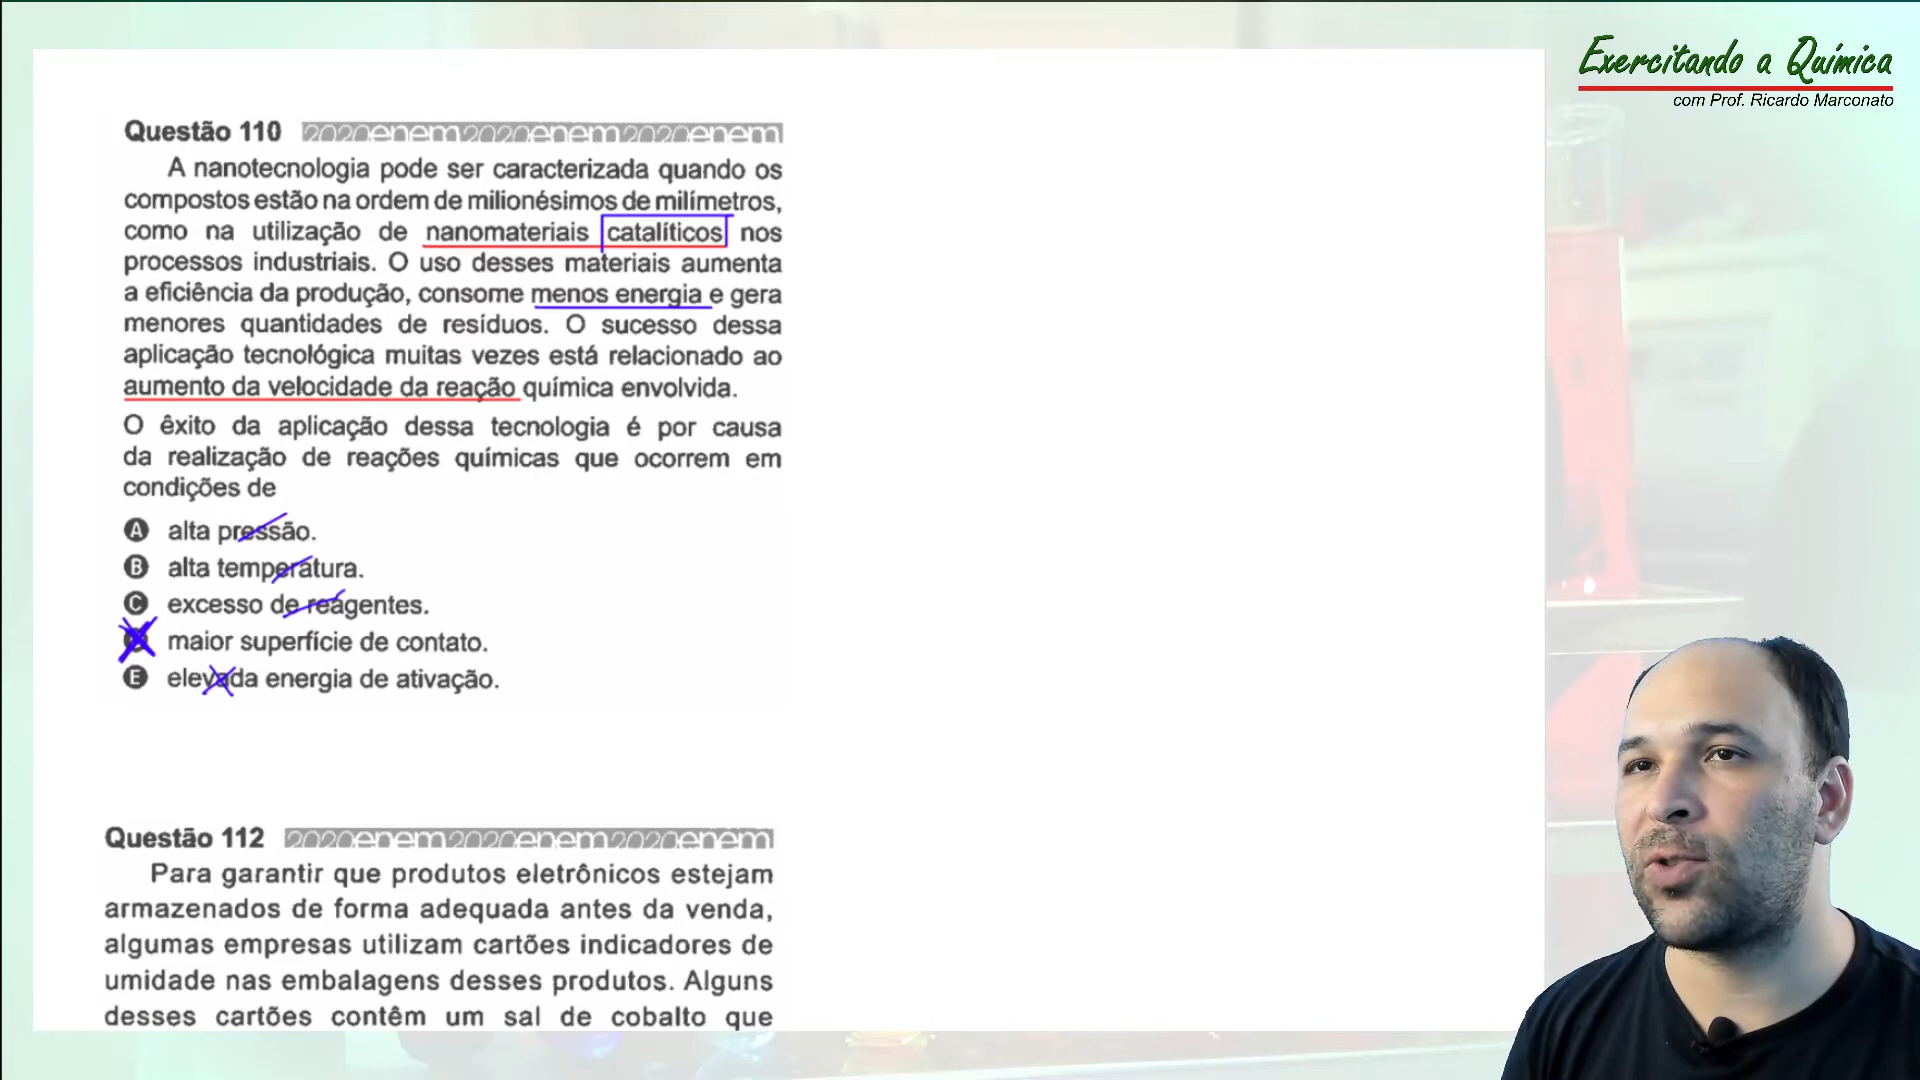 Exercitando a Química
com Prof. Ricardo Marconato
Questão 110 2020enem2020enem2020enem
A nanotecnologia pode ser caracterizada quando os
compostos estão na ordem de milionésimos de milímetros,
como na utilização de nanomateriais catalíticos nos
processos industriais. O uso desses materiais aumenta
a eficiência da produção, consome menos energia e gera
menores quantidades de resíduos. O sucesso dessa
aplicação tecnológica muitas vezes está relacionado ao
aumento da velocidade da reação química envolvida.
O êxito da aplicação dessa tecnologia é por causa
da realização de reações químicas que ocorrem em
condições de
A alta pressão.
B alta temperatura.
C excesso de reagentes.
maior superfície de contato.
E elevada energia de ativação.
Questão 112 2020enem2020enem2020enem
Para garantir que produtos eletrônicos estejam
armazenados de forma adequada antes da venda,
algumas empresas utilizam cartões indicadores de
umidade nas embalagens desses produtos. Alguns
desses cartões contêm um sal de cobalto que